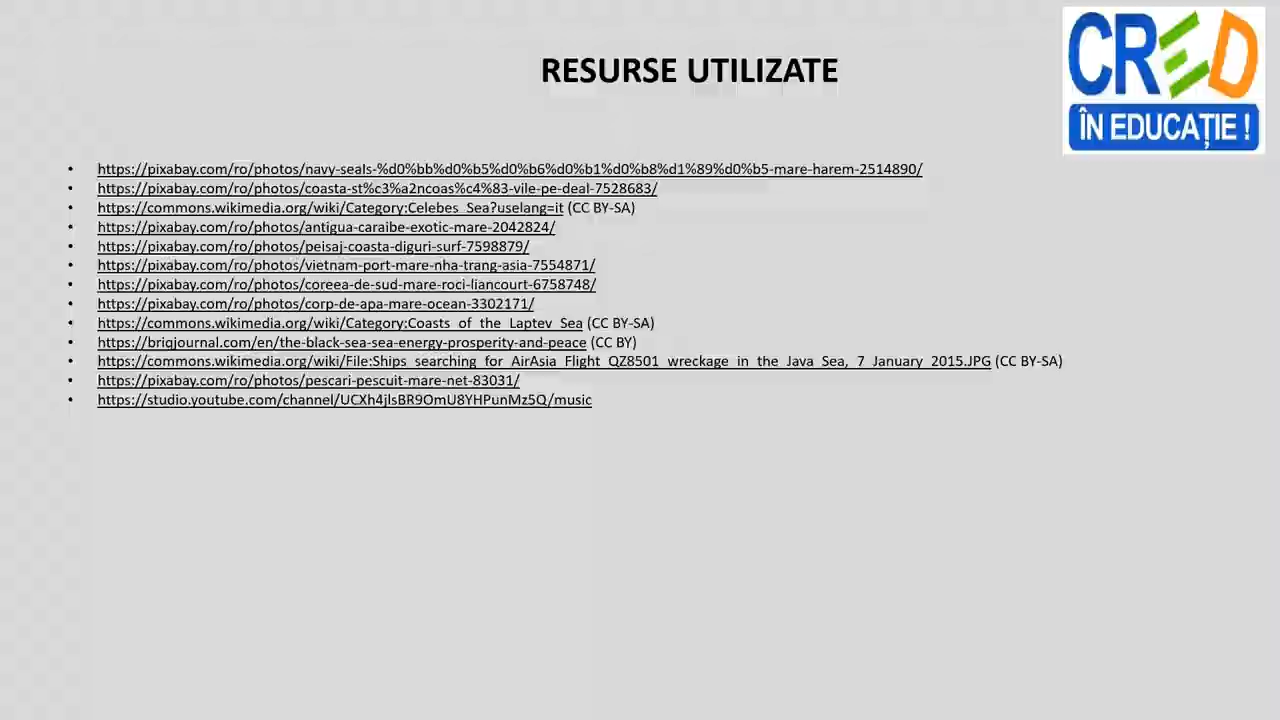 RESURSE UTILIZATE
CRED
ÎN EDUCAȚIE !
• https://pixabay.com/ro/photos/navy-seals-%d0%bb%d0%b5%d0%b6%d0%b1%d0%b8%d1%89%d0%b5-mare-harem-2514890/
• https://pixabay.com/ro/photos/coasta-st%c3%a2ncoas%c4%83-vile-pe-deal-7528683/
• https://commons.wikimedia.org/wiki/Category:Celebes_Sea?uselang=it (CC BY-SA)
• https://pixabay.com/ro/photos/antigua-caraibe-exotic-mare-2042824/
• https://pixabay.com/ro/photos/peisaj-coasta-diguri-surf-7598879/
• https://pixabay.com/ro/photos/vietnam-port-mare-nha-trang-asia-7554871/
• https://pixabay.com/ro/photos/coreea-de-sud-mare-roci-liancourt-6758748/
• https://pixabay.com/ro/photos/corp-de-apa-mare-ocean-3302171/
• https://commons.wikimedia.org/wiki/Category:Coasts_of_the_Laptev_Sea (CC BY-SA)
• https://briqjournal.com/en/the-black-sea-sea-energy-prosperity-and-peace (CC BY)
• https://commons.wikimedia.org/wiki/File:Ships_searching_for_AirAsia_Flight_QZ8501_wreckage_in_the_Java_Sea,_7_January_2015.JPG (CC BY-SA)
• https://pixabay.com/ro/photos/pescari-pescuit-mare-net-83031/
• https://studio.youtube.com/channel/UCXh4jlsBR9OmU8YHPunMz5Q/music